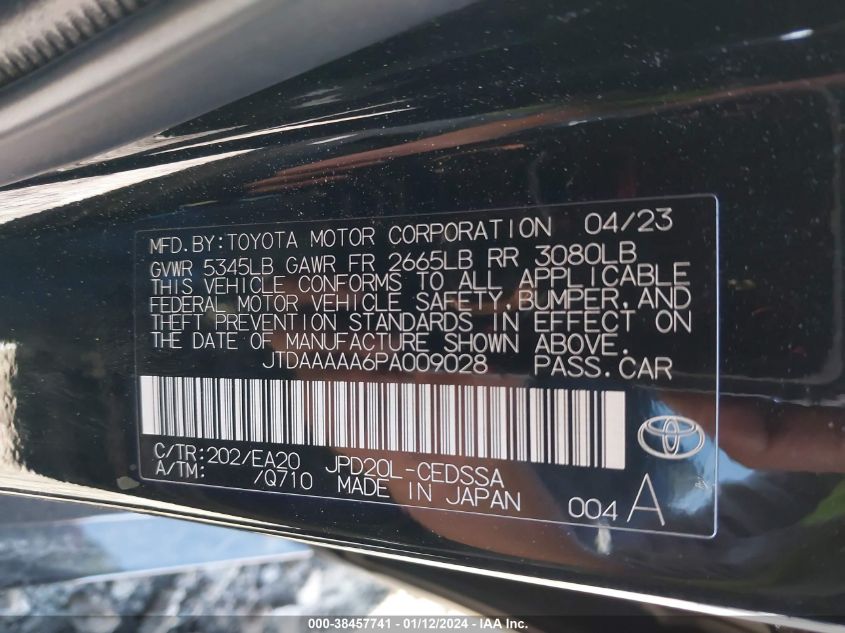 MFD.BY:TOYOTA MOTOR CORPORATION 04/23
GVWR 5345LB GAWR FR 2665LB RR 3080LB
THIS VEHICLE CONFORMS TO ALL APPLICABLE
FEDERAL MOTOR VEHICLE SAFETY,BUMPER,AND
THEFT PREVENTION STANDARDS IN EFFECT ON
THE DATE OF MANUFACTURE SHOWN ABOVE.
JTDAAAAA6PA009028 PASS.CAR
C/TR:202/EA20 JPD20L-CEDSSA
A/TM: /Q710 MADE IN JAPAN
004 A
000-38457741 - 01/12/2024 - IAA Inc.